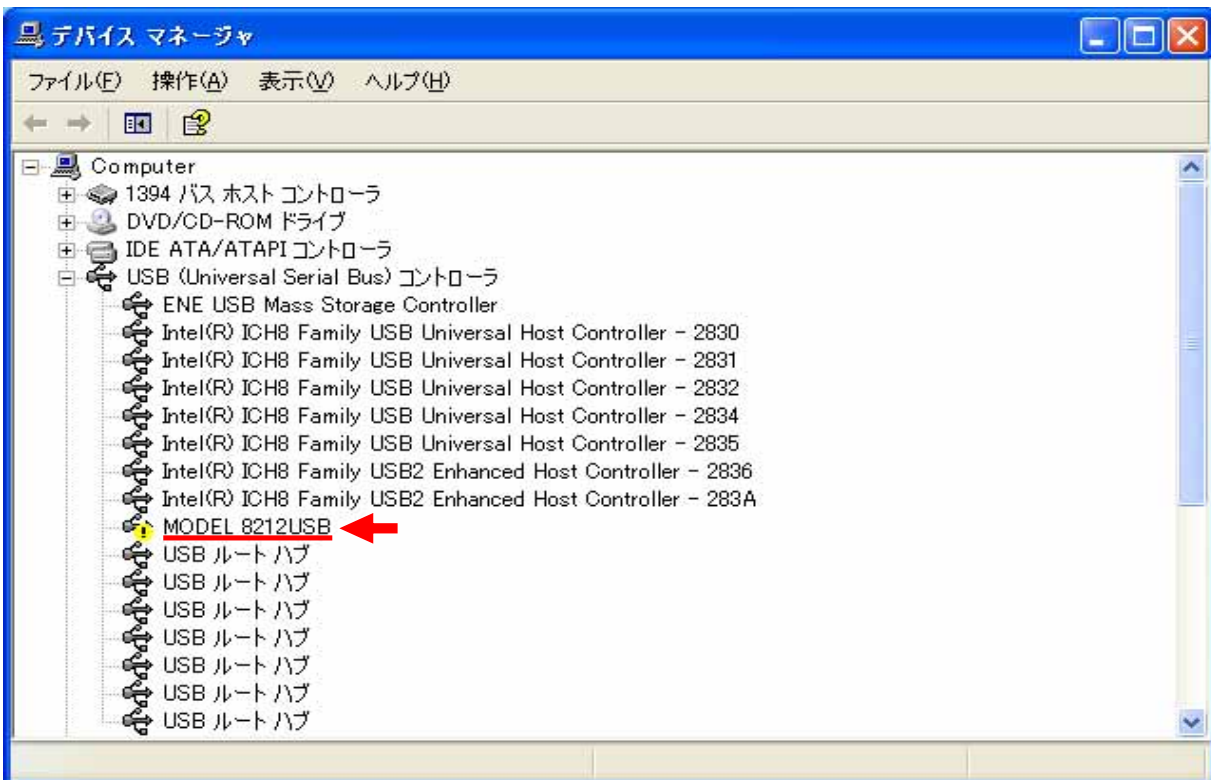 デバイス マネージャ
ファイル(F) 操作(A) 表示(V) ヘルプ(H)
Computer
1394 バス ホスト コントローラ
DVD/CD-ROM ドライブ
IDE ATA/ATAPI コントローラ
USB (Universal Serial Bus) コントローラ
ENE USB Mass Storage Controller
Intel(R) ICH8 Family USB Universal Host Controller - 2830
Intel(R) ICH8 Family USB Universal Host Controller - 2831
Intel(R) ICH8 Family USB Universal Host Controller - 2832
Intel(R) ICH8 Family USB Universal Host Controller - 2834
Intel(R) ICH8 Family USB Universal Host Controller - 2835
Intel(R) ICH8 Family USB2 Enhanced Host Controller - 2836
Intel(R) ICH8 Family USB2 Enhanced Host Controller - 283A
MODEL 8212USB
USB ルート ハブ
USB ルート ハブ
USB ルート ハブ
USB ルート ハブ
USB ルート ハブ
USB ルート ハブ
USB ルート ハブ